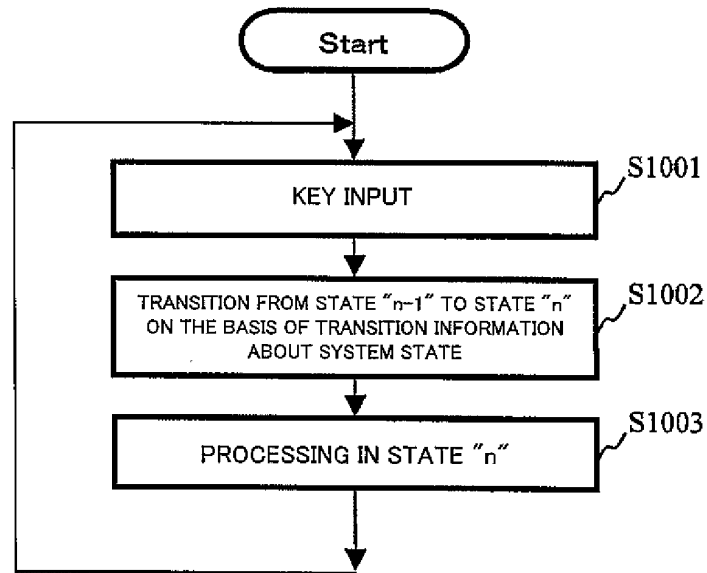 Start
KEY INPUT
S1001
TRANSITION FROM STATE "n-1" TO STATE "n"
ON THE BASIS OF TRANSITION INFORMATION
ABOUT SYSTEM STATE
S1002
PROCESSING IN STATE "n"
S1003